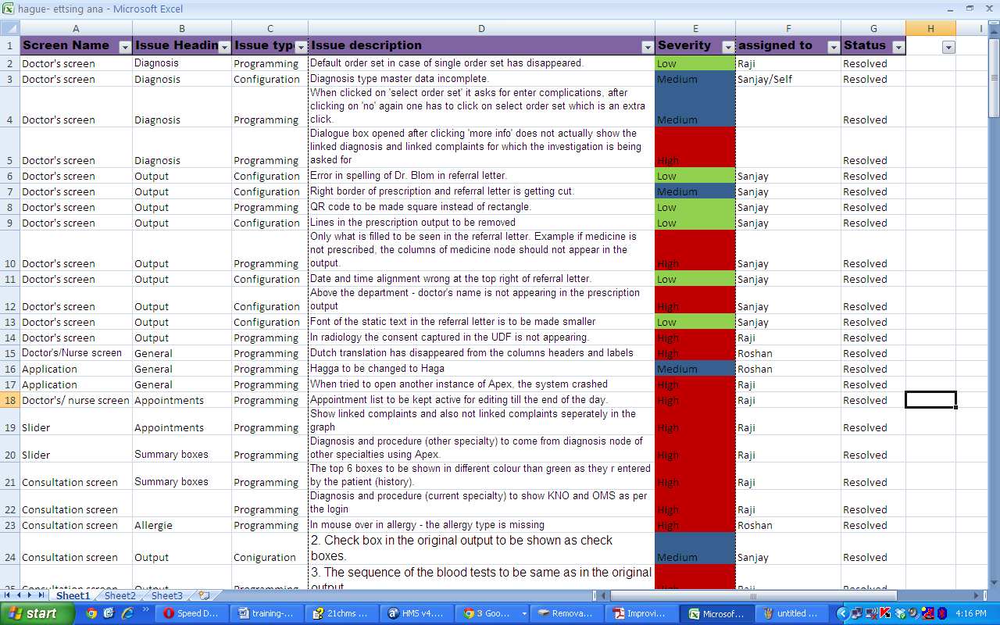 hague- ettsing ana - Microsoft Excel
A B C D E F G H I
1 Screen Name Issue Headin Issue typ Issue description Severity assigned to Status
2 Doctor's screen Diagnosis Programming Default order set in case of single order set has disappeared. Low Raji Resolved
3 Doctor's screen Diagnosis Configuration Diagnosis type master data incomplete. Medium Sanjay/Self Resolved
When clicked on 'select order set' it asks for enter complications, after
clicking on 'no' again one has to click on select order set which is an extra
4 Doctor's screen Diagnosis Programming click. Medium Resolved
Dialogue box opened after clicking 'more info' does not actually show the
linked diagnosis and linked complaints for which the investigation is being
5 Doctor's screen Diagnosis Programming asked for High Resolved
6 Doctor's screen Output Configuration Error in spelling of Dr. Blom in referral letter. Low Sanjay Resolved
7 Doctor's screen Output Configuration Right border of prescription and referral letter is getting cut. Medium Sanjay Resolved
8 Doctor's screen Output Programming QR code to be made square instead of rectangle. Low Sanjay Resolved
9 Doctor's screen Output Configuration Lines in the prescription output to be removed Low Sanjay Resolved
Only what is filled to be seen in the referral letter. Example if medicine is
not prescribed, the columns of medicine node should not appear in the
10 Doctor's screen Output Programming output. High Sanjay Resolved
11 Doctor's screen Output Configuration Date and time alignment wrong at the top right of referral letter. Low Sanjay Resolved
Above the department - doctor's name is not appearing in the prescription
12 Doctor's screen Output Configuration output High Sanjay Resolved
13 Doctor's screen Output Configuration Font of the static text in the referral letter is to be made smaller Low Sanjay Resolved
14 Doctor's screen Output Programming In radiology the consent captured in the UDF is not appearing. High Raji Resolved
15 Doctor's/Nurse screen General Programming Dutch translation has disappeared from the columns headers and labels High Roshan Resolved
16 Application General Programming Hagga to be changed to Haga Medium Roshan Resolved
17 Application General Programming When tried to open another instance of Apex, the system crashed High Raji Resolved
18 Doctor's/ nurse screen Appointments Programming Appointment list to be kept active for editing till the end of the day. High Raji Resolved
Show linked complaints and also not linked complaints seperately in the
19 Slider Appointments Programming graph High Raji Resolved
Diagnosis and procedure (other specialty) to come from diagnosis node of
20 Slider Summary boxes Programming other specialties using Apex. High Raji Resolved
The top 6 boxes to be shown in different colour than green as they r entered
21 Consultation screen Summary boxes Programming by the patient (history). High Raji Resolved
Diagnosis and procedure (current specialty) to show KNO and OMS as per
22 Consultation screen Programming the login High Raji Resolved
23 Consultation screen Allergie Programming In mouse over in allergy - the allergy type is missing High Roshan Resolved
2. Check box in the original output to be shown as check
24 Consultation screen Output Coniguration boxes. Medium Sanjay Resolved
3. The sequence of the blood tests to be same as in the original
25 Consultation screen Output Programming output High Raji Resolved
Sheet1 Sheet2 Sheet3
start » Speed D... training-... 21chms ... HMS v4.... 3 Goo... Remova... Improvi... Microsof... untitled ... 4:16 PM